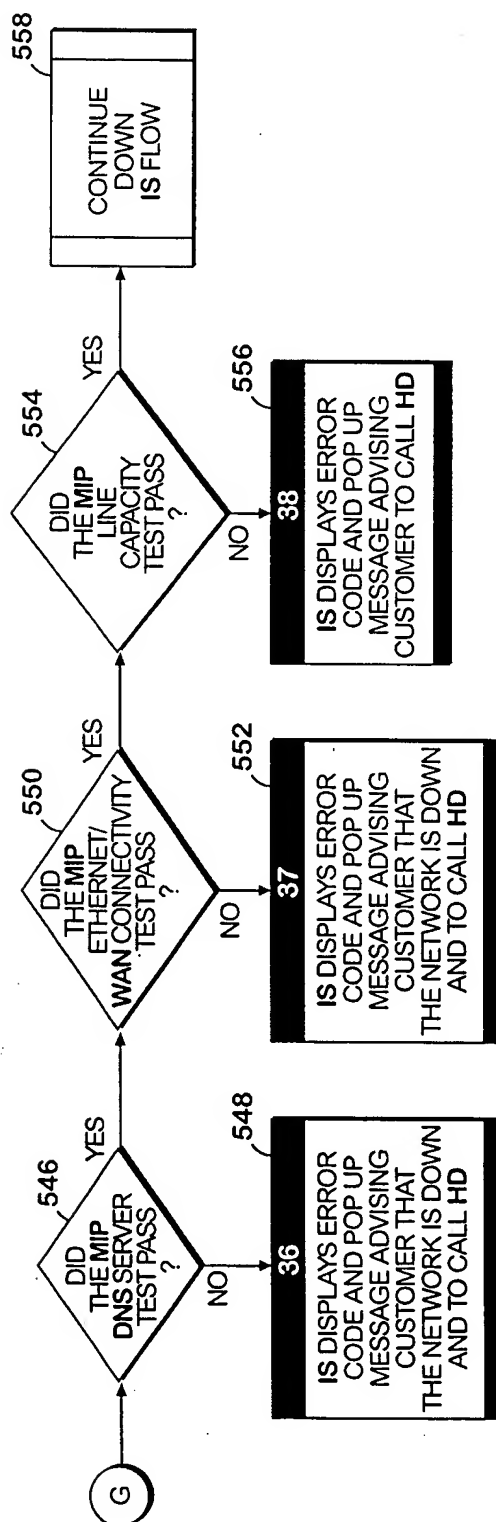 G
546
DID
THE MIP
DNS SERVER
TEST PASS
?
YES
NO
548
36
IS DISPLAYS ERROR
CODE AND POP UP
MESSAGE ADVISING
CUSTOMER THAT
THE NETWORK IS DOWN
AND TO CALL HD
550
DID
THE MIP
ETHERNET/
WAN CONNECTIVITY
TEST PASS
?
YES
NO
552
37
IS DISPLAYS ERROR
CODE AND POP UP
MESSAGE ADVISING
CUSTOMER THAT
THE NETWORK IS DOWN
AND TO CALL HD
554
DID
THE MIP
LINE
CAPACITY
TEST PASS
?
YES
NO
556
38
IS DISPLAYS ERROR
CODE AND POP UP
MESSAGE ADVISING
CUSTOMER TO CALL HD
558
CONTINUE
DOWN
IS FLOW